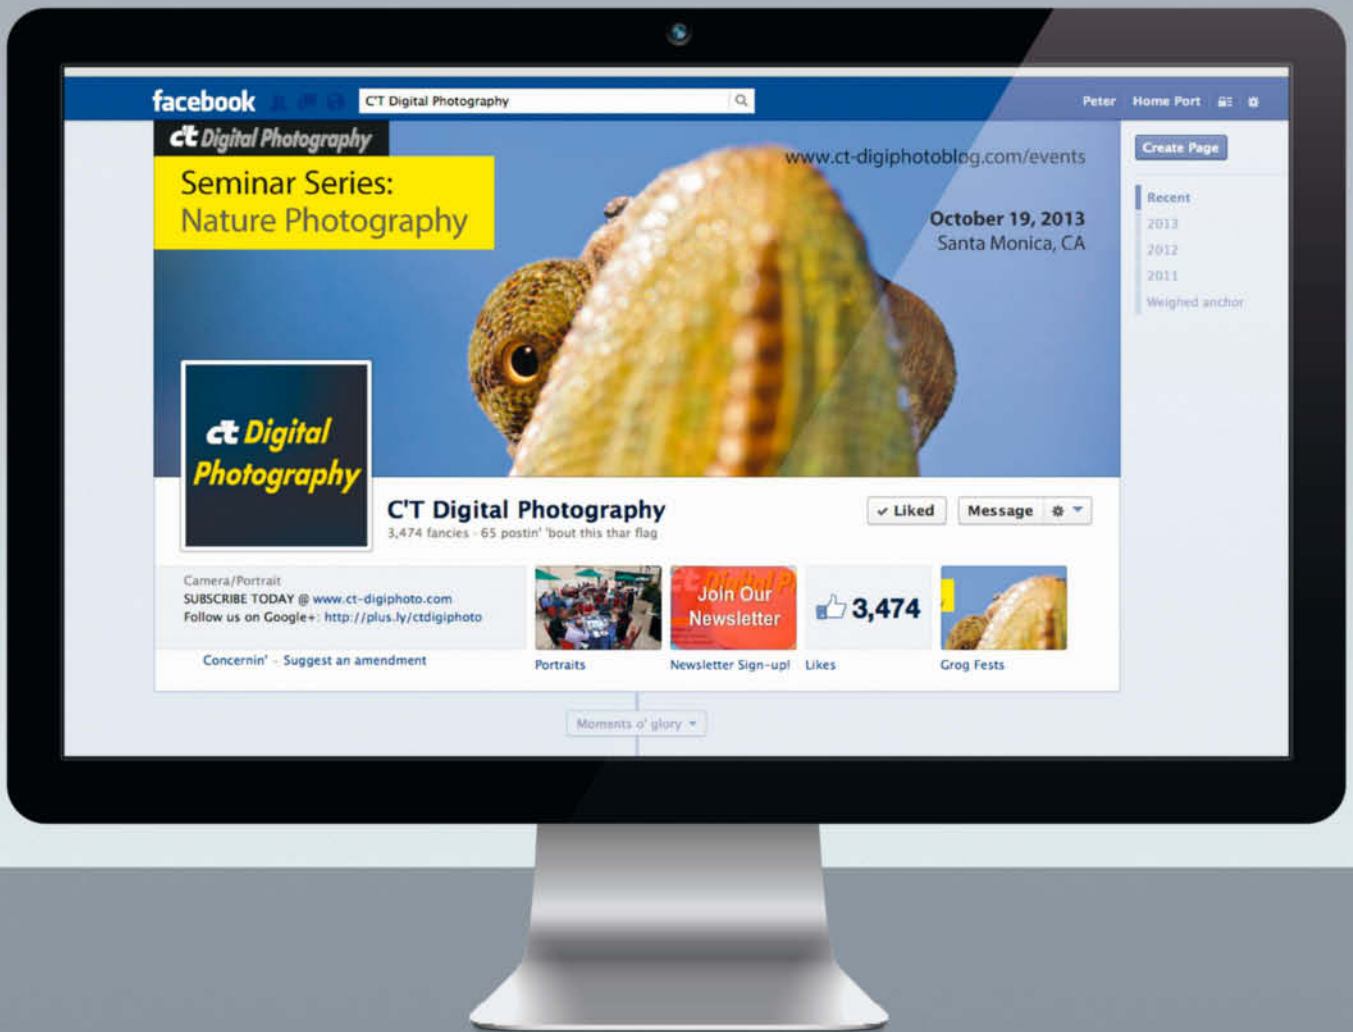 facebook
C'T Digital Photography
Peter
Home Port
c't Digital Photography
Seminar Series:
Nature Photography
www.ct-digiphotoblog.com/events
October 19, 2013
Santa Monica, CA
Create Page
Recent
2013
2012
2011
Weighed anchor
c't Digital
Photography
C'T Digital Photography
3,474 fancies · 65 postin' 'bout this thar flag
Liked
Message
Camera/Portrait
SUBSCRIBE TODAY @ www.ct-digiphoto.com
Follow us on Google+: http://plus.ly/ctdigiphoto
Concernin' - Suggest an amendment
Join Our
Newsletter
3,474
Portraits
Newsletter Sign-up!
Likes
Grog Fests
Moments o' glory